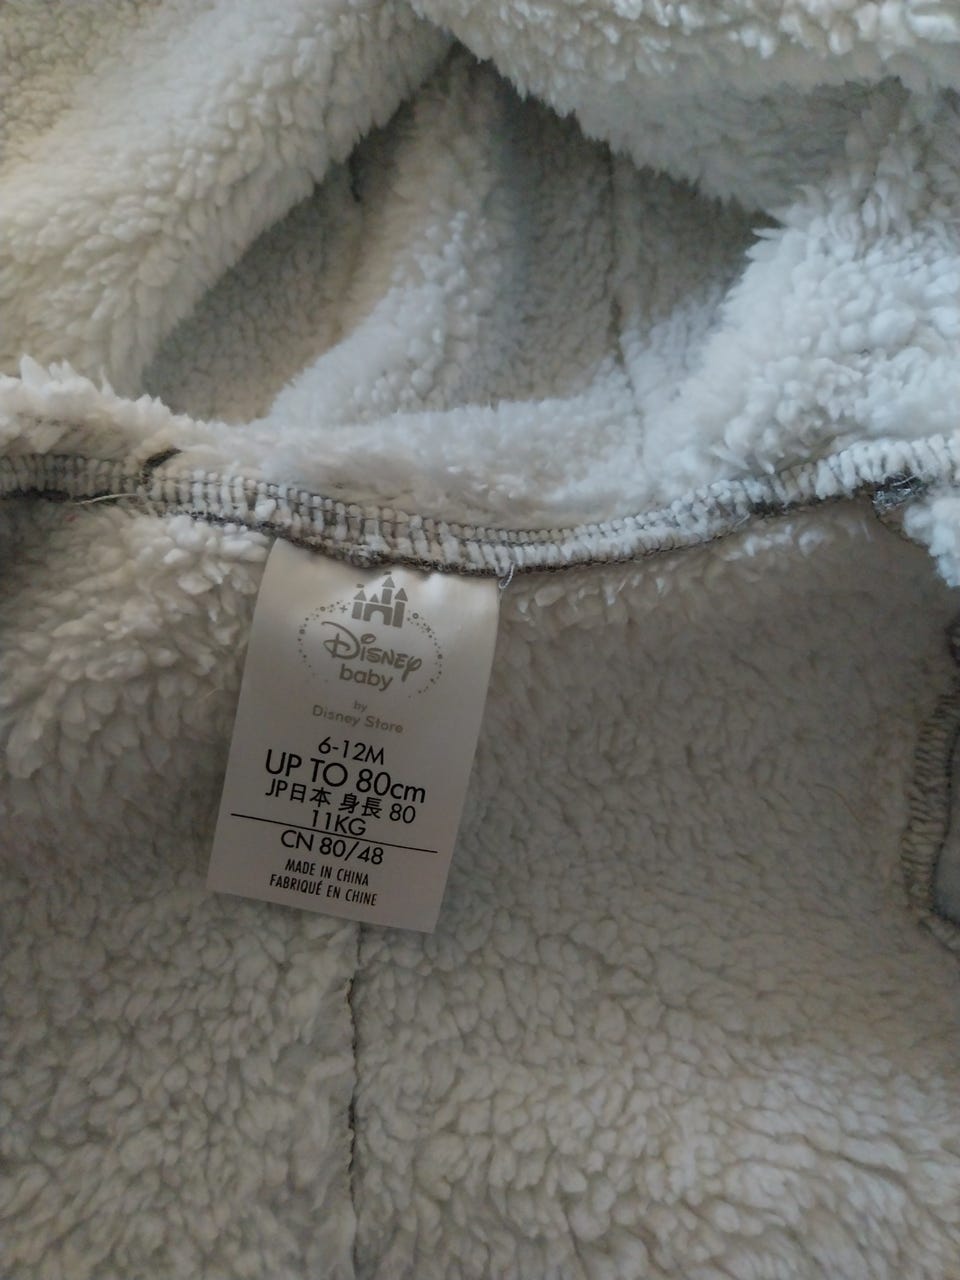 Disney
baby
by
Disney Store
6-12M
UP TO 80cm
JP日本 身長 80
11KG
CN 80/48
MADE IN CHINA
FABRIQUÉ EN CHINE